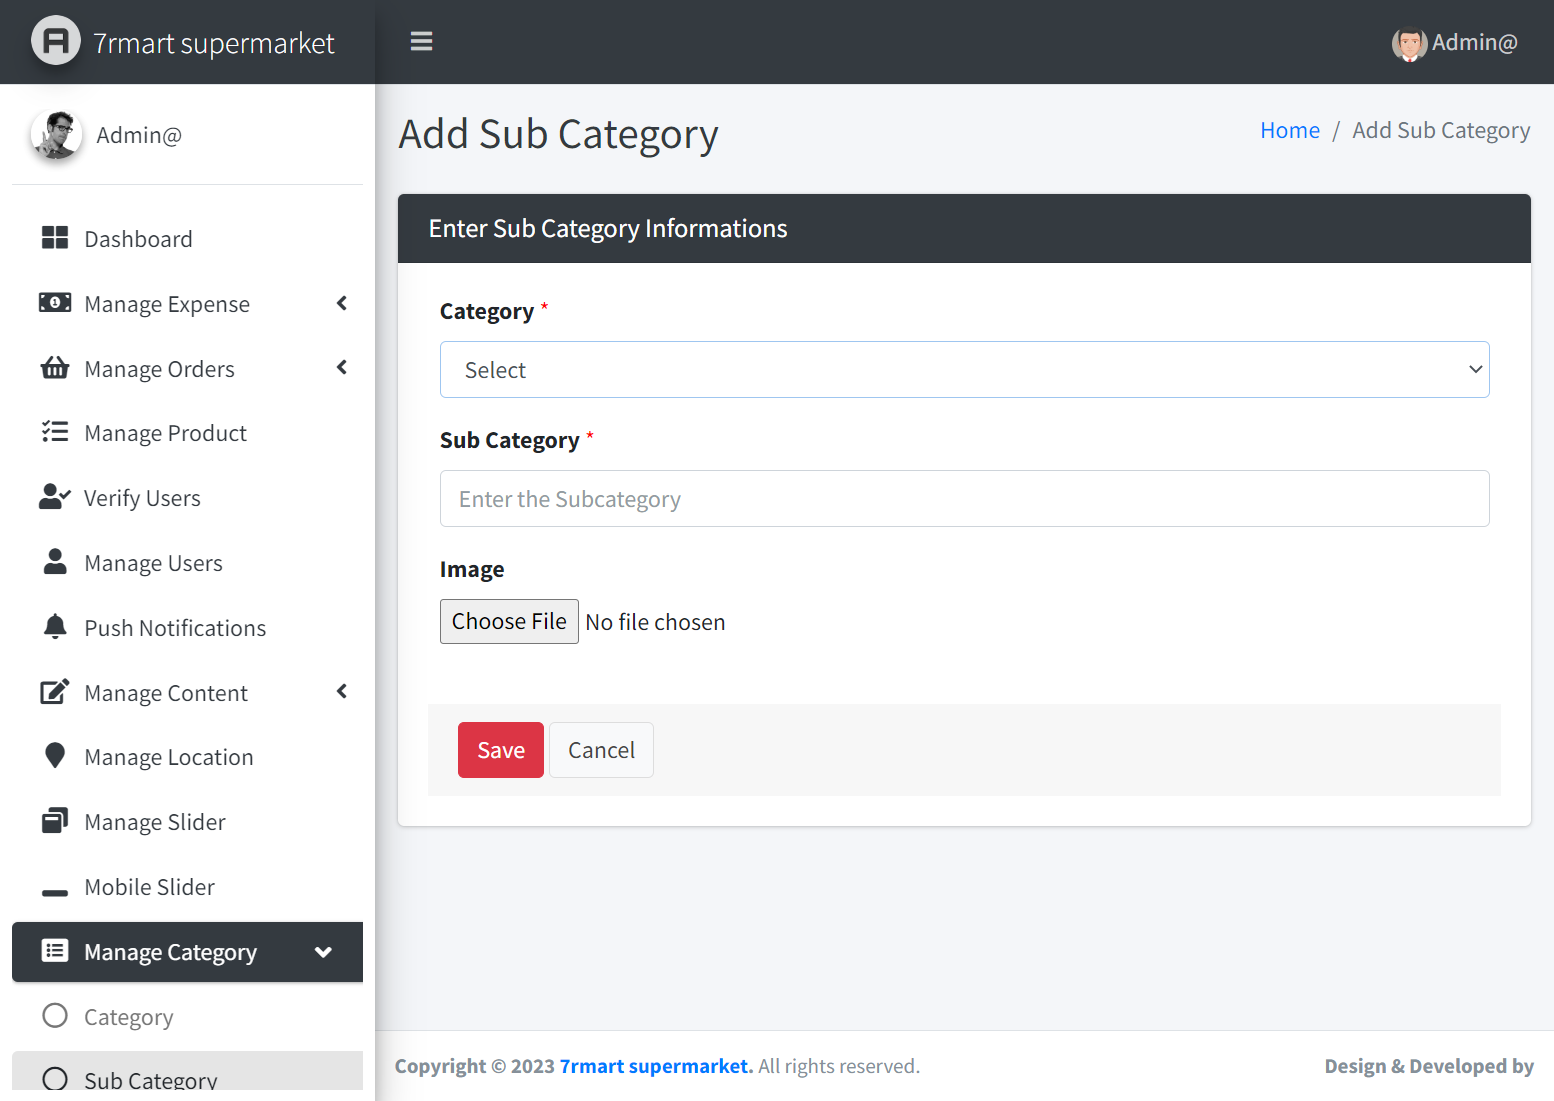 7rmart supermarket
Admin@
Admin@
Dashboard
Manage Expense
Manage Orders
Manage Product
Verify Users
Manage Users
Push Notifications
Manage Content
Manage Location
Manage Slider
Mobile Slider
Manage Category
Category
Sub Category
Add Sub Category
Home / Add Sub Category
Enter Sub Category Informations
Category *
Select
Sub Category *
Enter the Subcategory
Image
Choose File No file chosen
Save Cancel
Copyright © 2023 7rmart supermarket. All rights reserved.
Design & Developed by